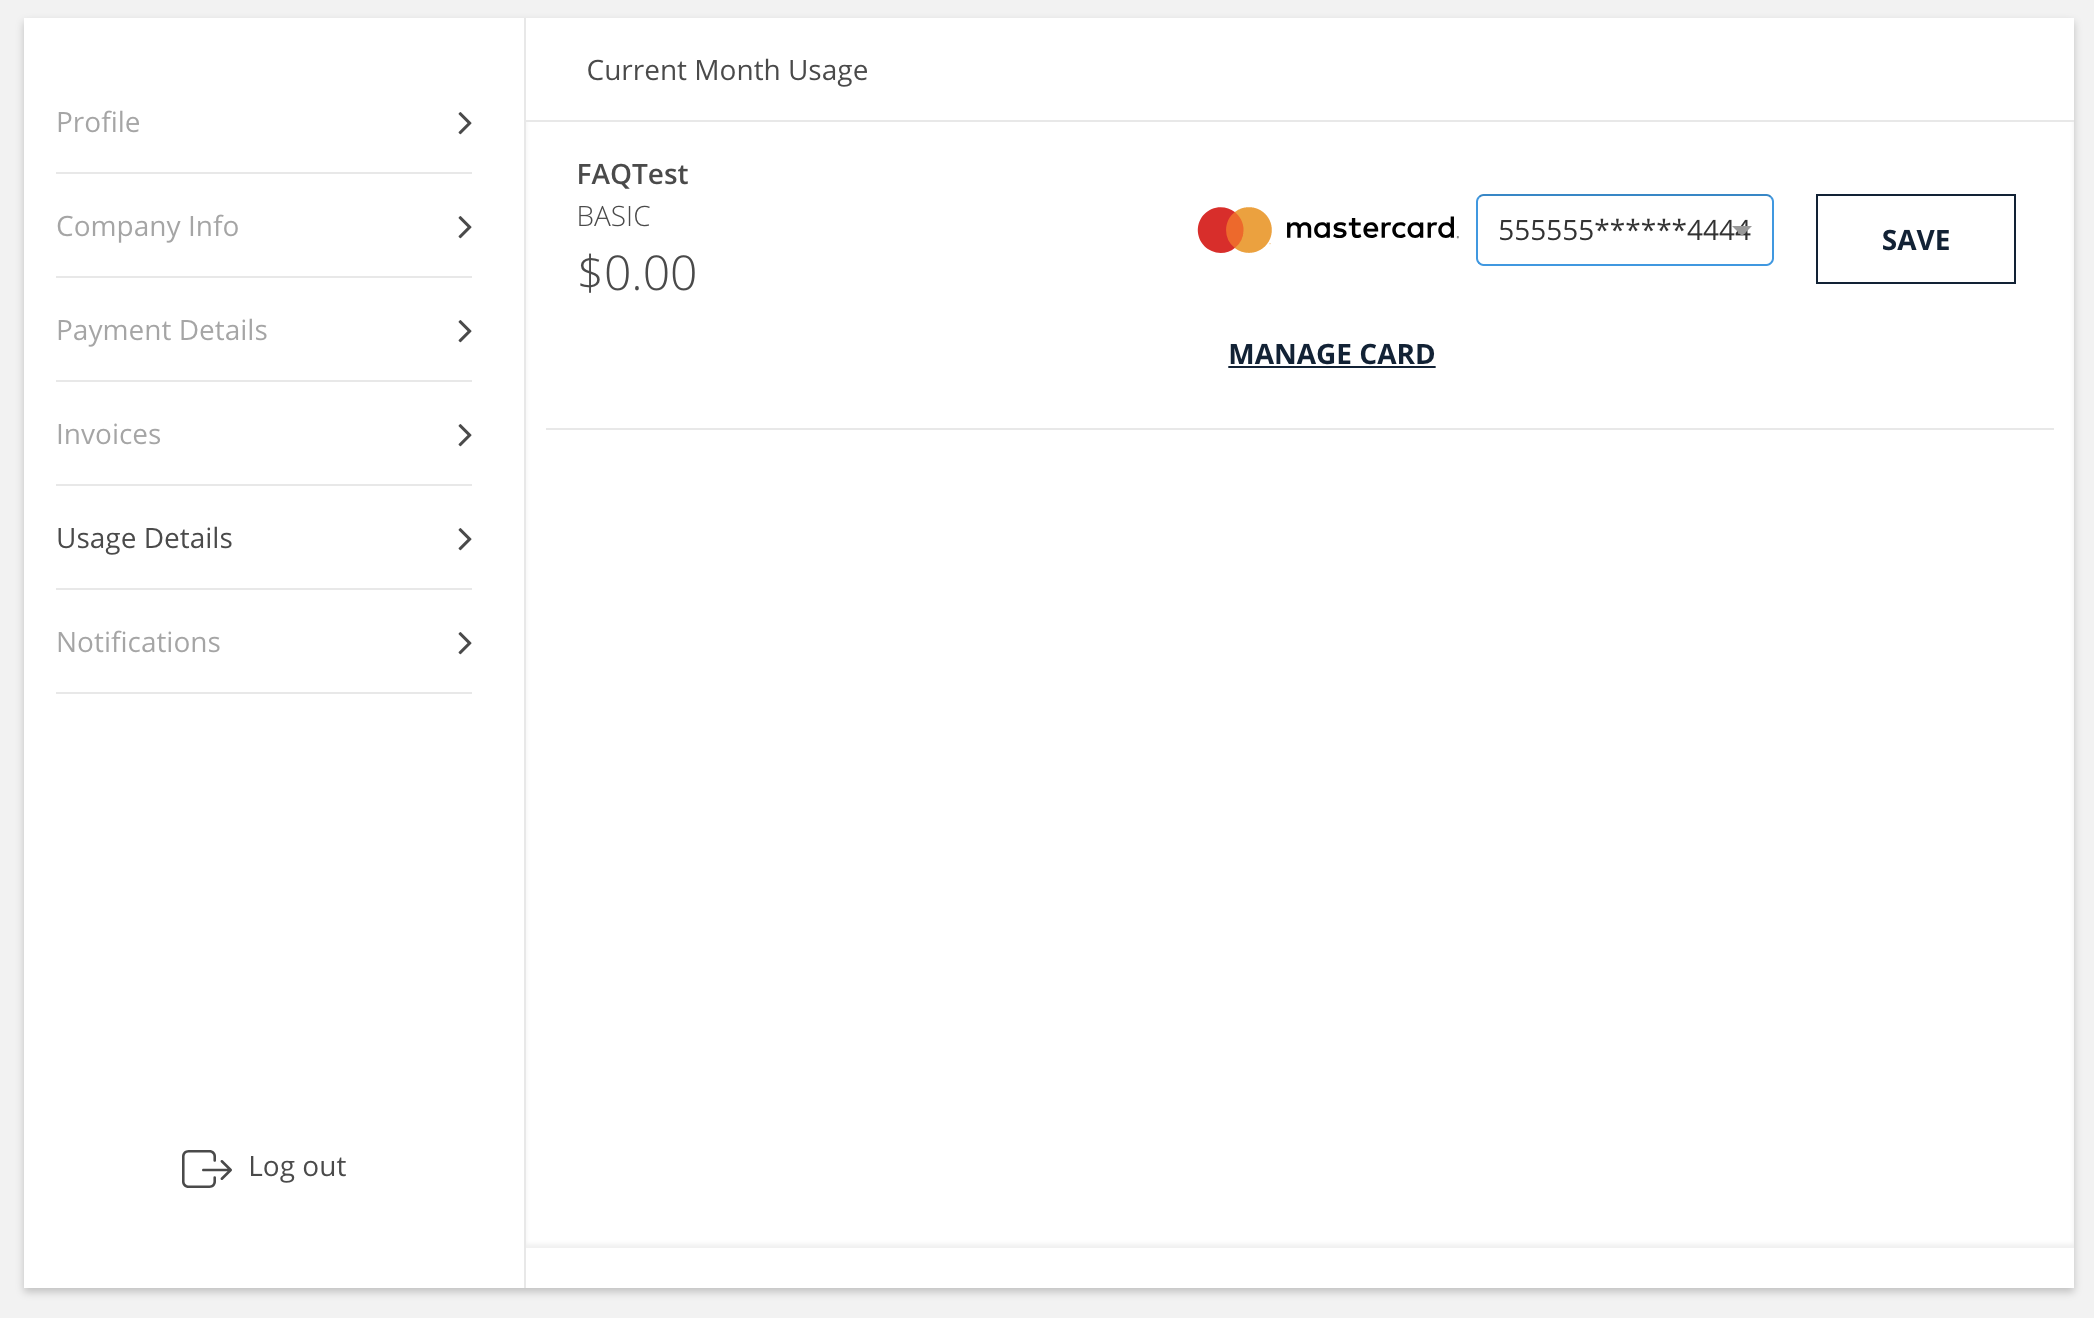 Profile
Company Info
Payment Details
Invoices
Usage Details
Notifications
Log out
Current Month Usage
FAQTest
BASIC
$0.00
mastercard.
555555******4444
SAVE
MANAGE CARD